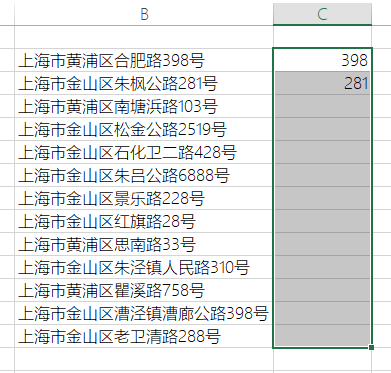 B C
上海市黄浦区合肥路398号 398
上海市金山区朱枫公路281号 281
上海市黄浦区南塘浜路103号
上海市金山区松金公路2519号
上海市金山区石化卫二路428号
上海市金山区朱吕公路6888号
上海市金山区景乐路228号
上海市金山区红旗路28号
上海市黄浦区思南路33号
上海市金山区朱泾镇人民路310号
上海市黄浦区瞿溪路758号
上海市金山区漕泾镇漕廊公路398号
上海市金山区老卫清路288号